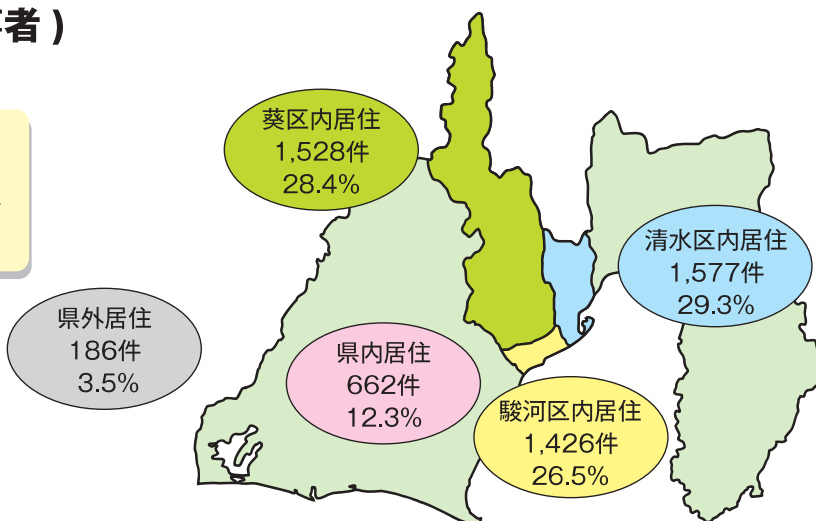 者)
葵区内居住
1,528件
28.4%
清水区内居住
1,577件
29.3%
県外居住
186件
3.5%
県内居住
662件
12.3%
駿河区内居住
1,426件
26.5%